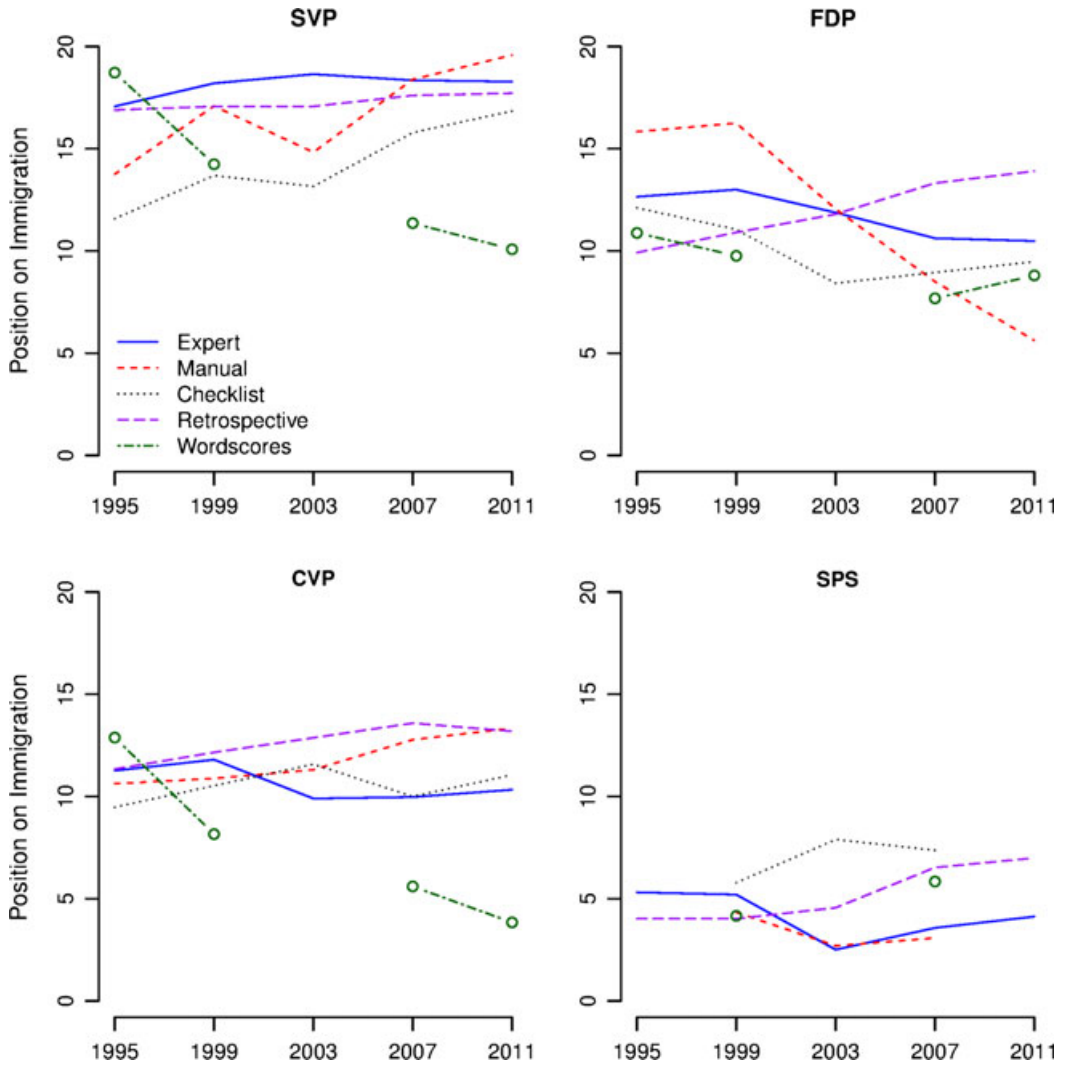 SVP
FDP
Position on Immigration
20
15
10
5
0
Expert
Manual
Checklist
Retrospective
Wordscores
1995 1999 2003 2007 2011
20
15
10
5
0
1995 1999 2003 2007 2011
CVP
SPS
Position on Immigration
20
15
10
5
0
1995 1999 2003 2007 2011
20
15
10
5
0
1995 1999 2003 2007 2011